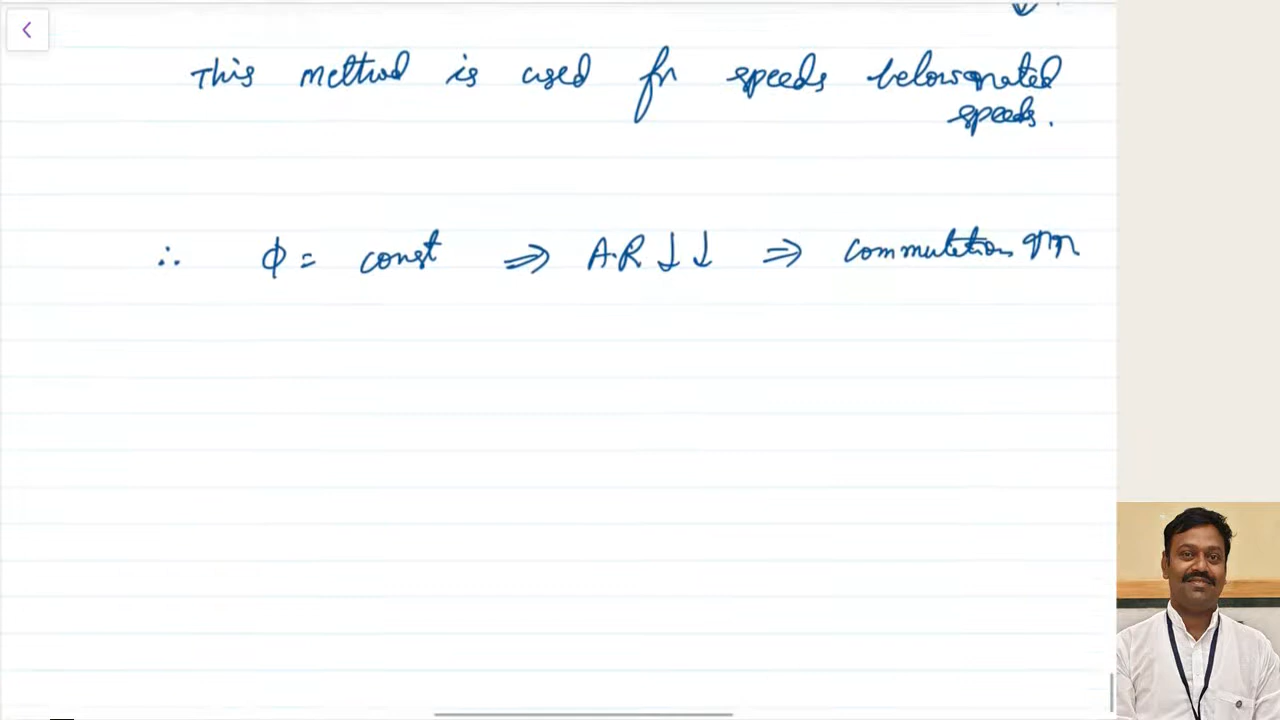 This method is used for speeds below rated
speeds.
∴ ϕ = const ⇒ A.R ↓↓ ⇒ commutation ↑↑